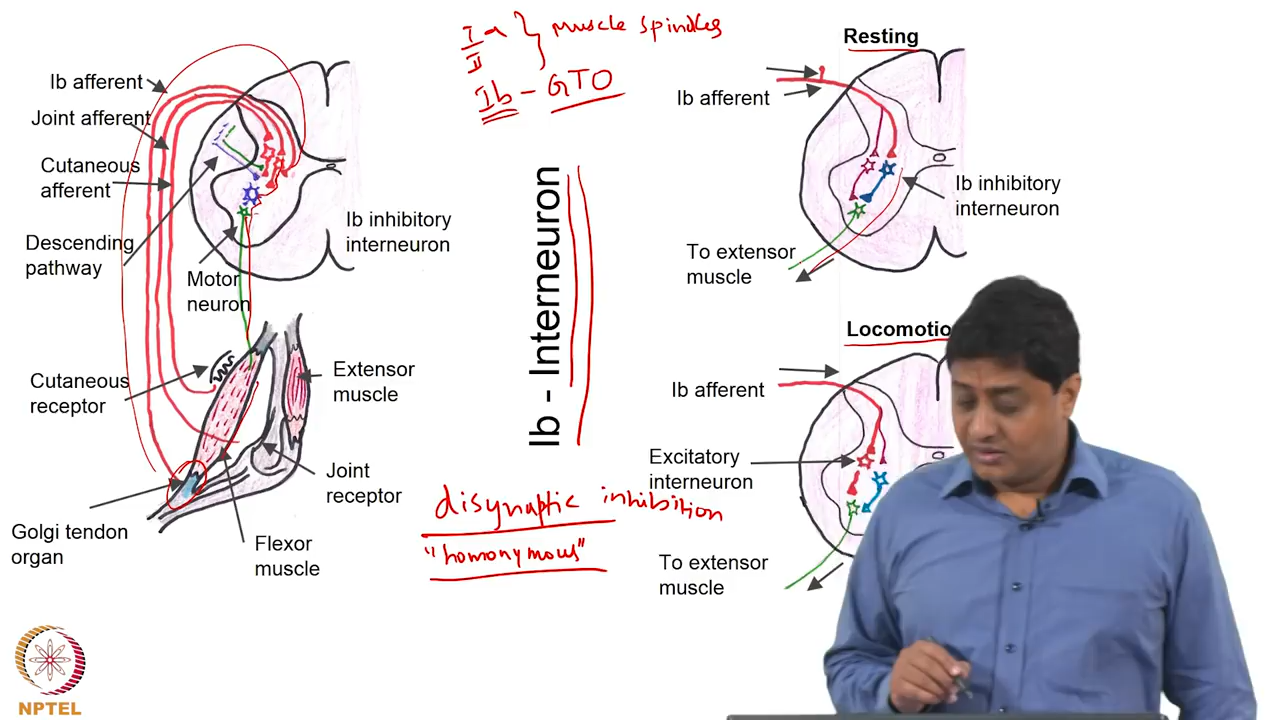 Ib afferent
Joint afferent
Cutaneous
afferent
Descending
pathway
Motor
neuron
Ib inhibitory
interneuron
Cutaneous
receptor
Extensor
muscle
Joint
receptor
Golgi tendon
organ
Flexor
muscle
Ia } muscle spindles
II
Ib - GTO
Ib - Interneuron
disynaptic inhibition
"homonymous"
Resting
Ib afferent
Ib inhibitory
interneuron
To extensor
muscle
Locomotio
Ib afferent
Excitatory
interneuron
To extensor
muscle
NPTEL